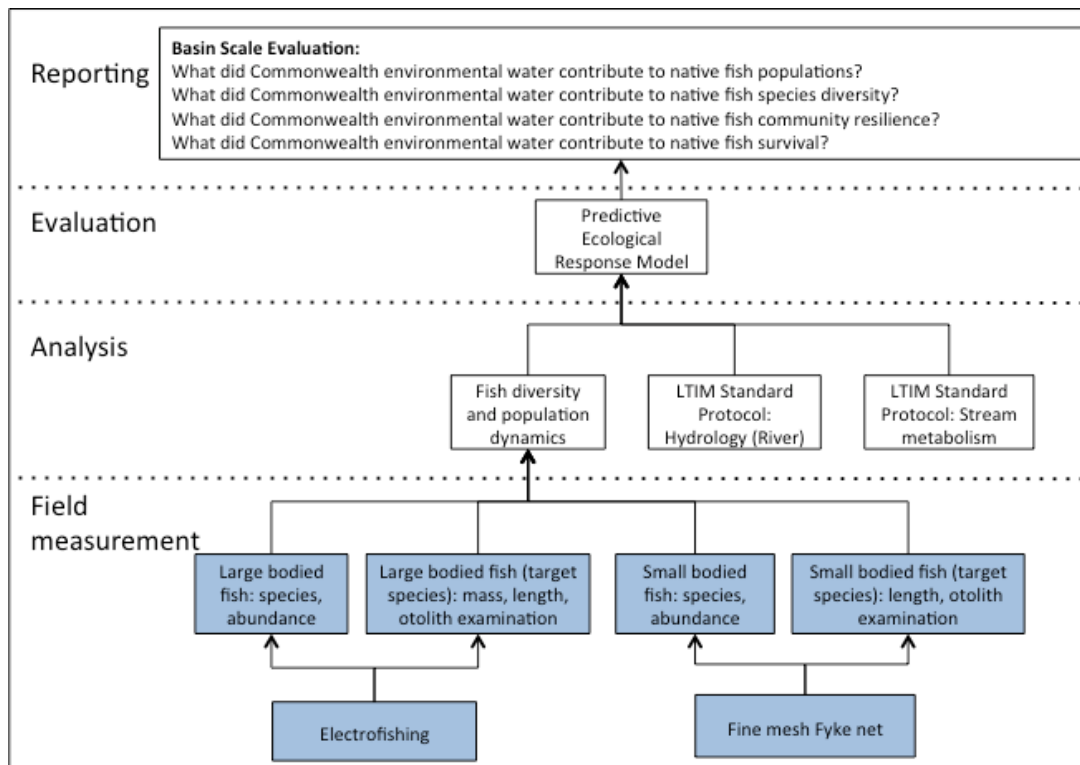 Reporting
Basin Scale Evaluation:
What did Commonwealth environmental water contribute to native fish populations?
What did Commonwealth environmental water contribute to native fish species diversity?
What did Commonwealth environmental water contribute to native fish community resilience?
What did Commonwealth environmental water contribute to native fish survival?
Evaluation
Predictive
Ecological
Response Model
Analysis
Fish diversity
and population
dynamics
LTIM Standard
Protocol:
Hydrology (River)
LTIM Standard
Protocol: Stream
metabolism
Field
measurement
Large bodied
fish: species,
abundance
Large bodied fish (target
species): mass, length,
otolith examination
Small bodied
fish: species,
abundance
Small bodied fish (target
species): length, otolith
examination
Electrofishing
Fine mesh Fyke net